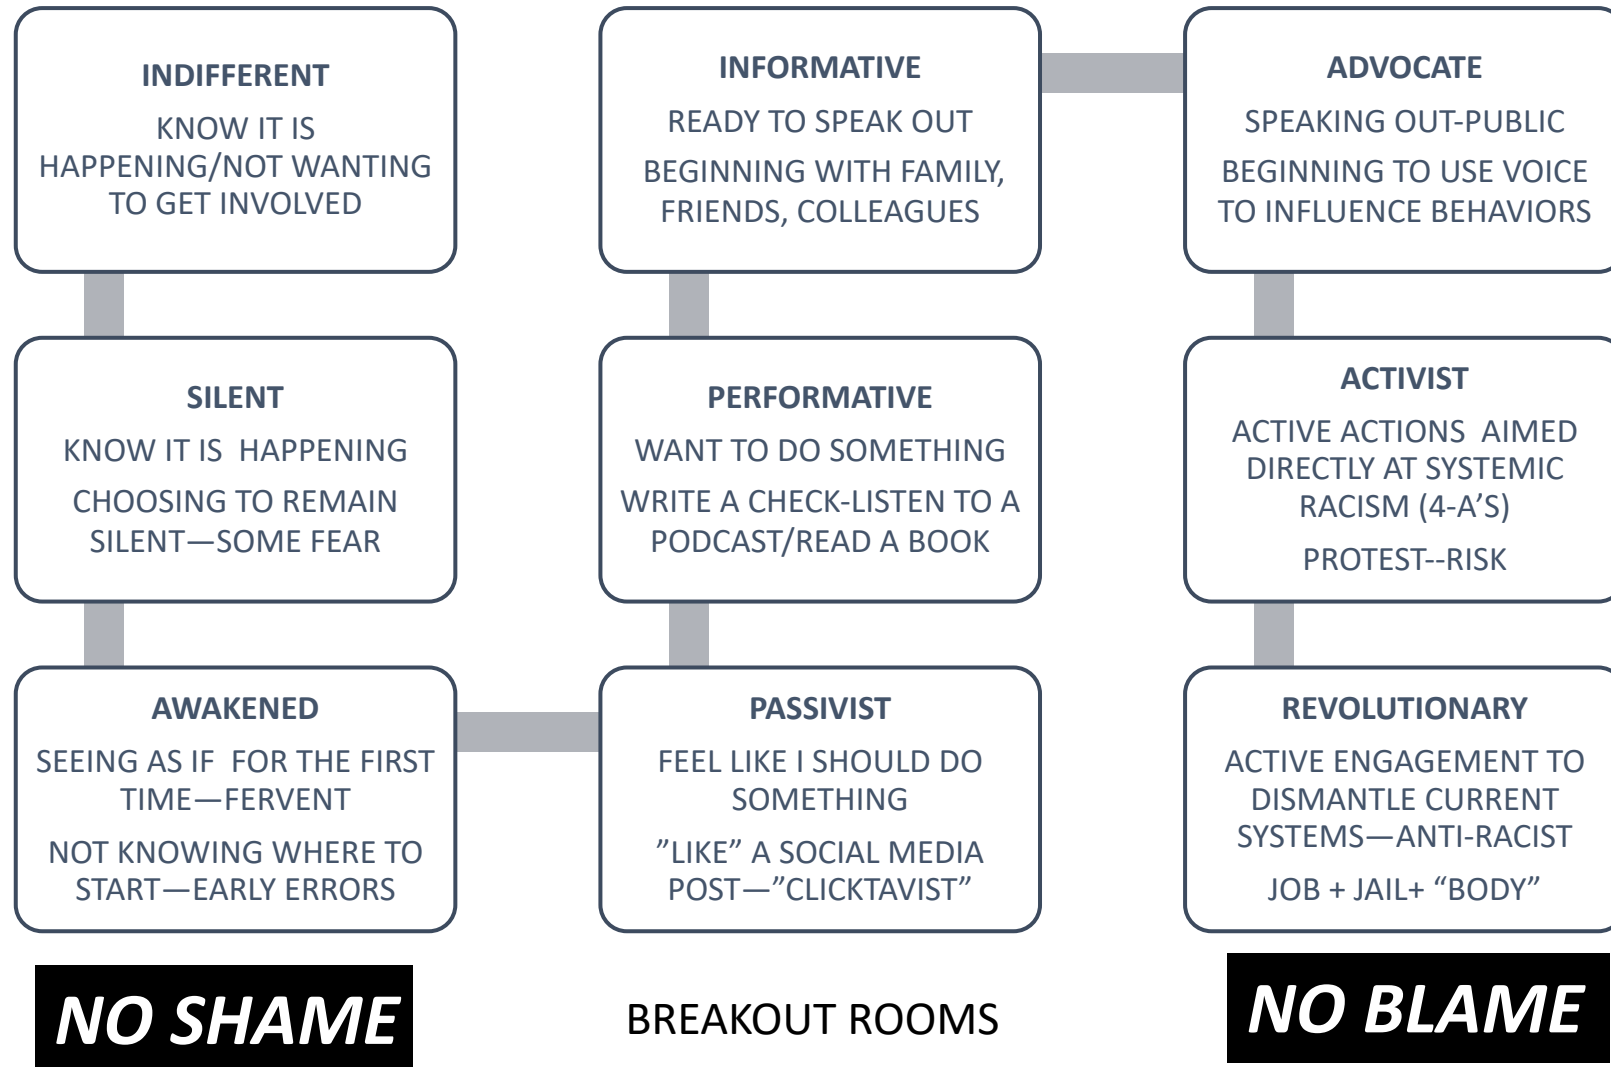 INDIFFERENT
KNOW IT IS
HAPPENING/NOT WANTING
TO GET INVOLVED
SILENT
KNOW IT IS  HAPPENING
CHOOSING TO REMAIN
SILENT—SOME FEAR
AWAKENED
SEEING AS IF  FOR THE FIRST
TIME—FERVENT
NOT KNOWING WHERE TO
START—EARLY ERRORS
PASSIVIST
FEEL LIKE I SHOULD DO
SOMETHING
”LIKE” A SOCIAL MEDIA
POST—”CLICKTAVIST”
PERFORMATIVE
WANT TO DO SOMETHING
WRITE A CHECK-LISTEN TO A
PODCAST/READ A BOOK
INFORMATIVE
READY TO SPEAK OUT
BEGINNING WITH FAMILY,
FRIENDS, COLLEAGUES
ADVOCATE
SPEAKING OUT-PUBLIC
BEGINNING TO USE VOICE
TO INFLUENCE BEHAVIORS
ACTIVIST
ACTIVE ACTIONS  AIMED
DIRECTLY AT SYSTEMIC
RACISM (4-A’S)
PROTEST--RISK
REVOLUTIONARY
ACTIVE ENGAGEMENT TO
DISMANTLE CURRENT
SYSTEMS—ANTI-RACIST
JOB + JAIL+ “BODY”
NO SHAME
BREAKOUT ROOMS
NO BLAME